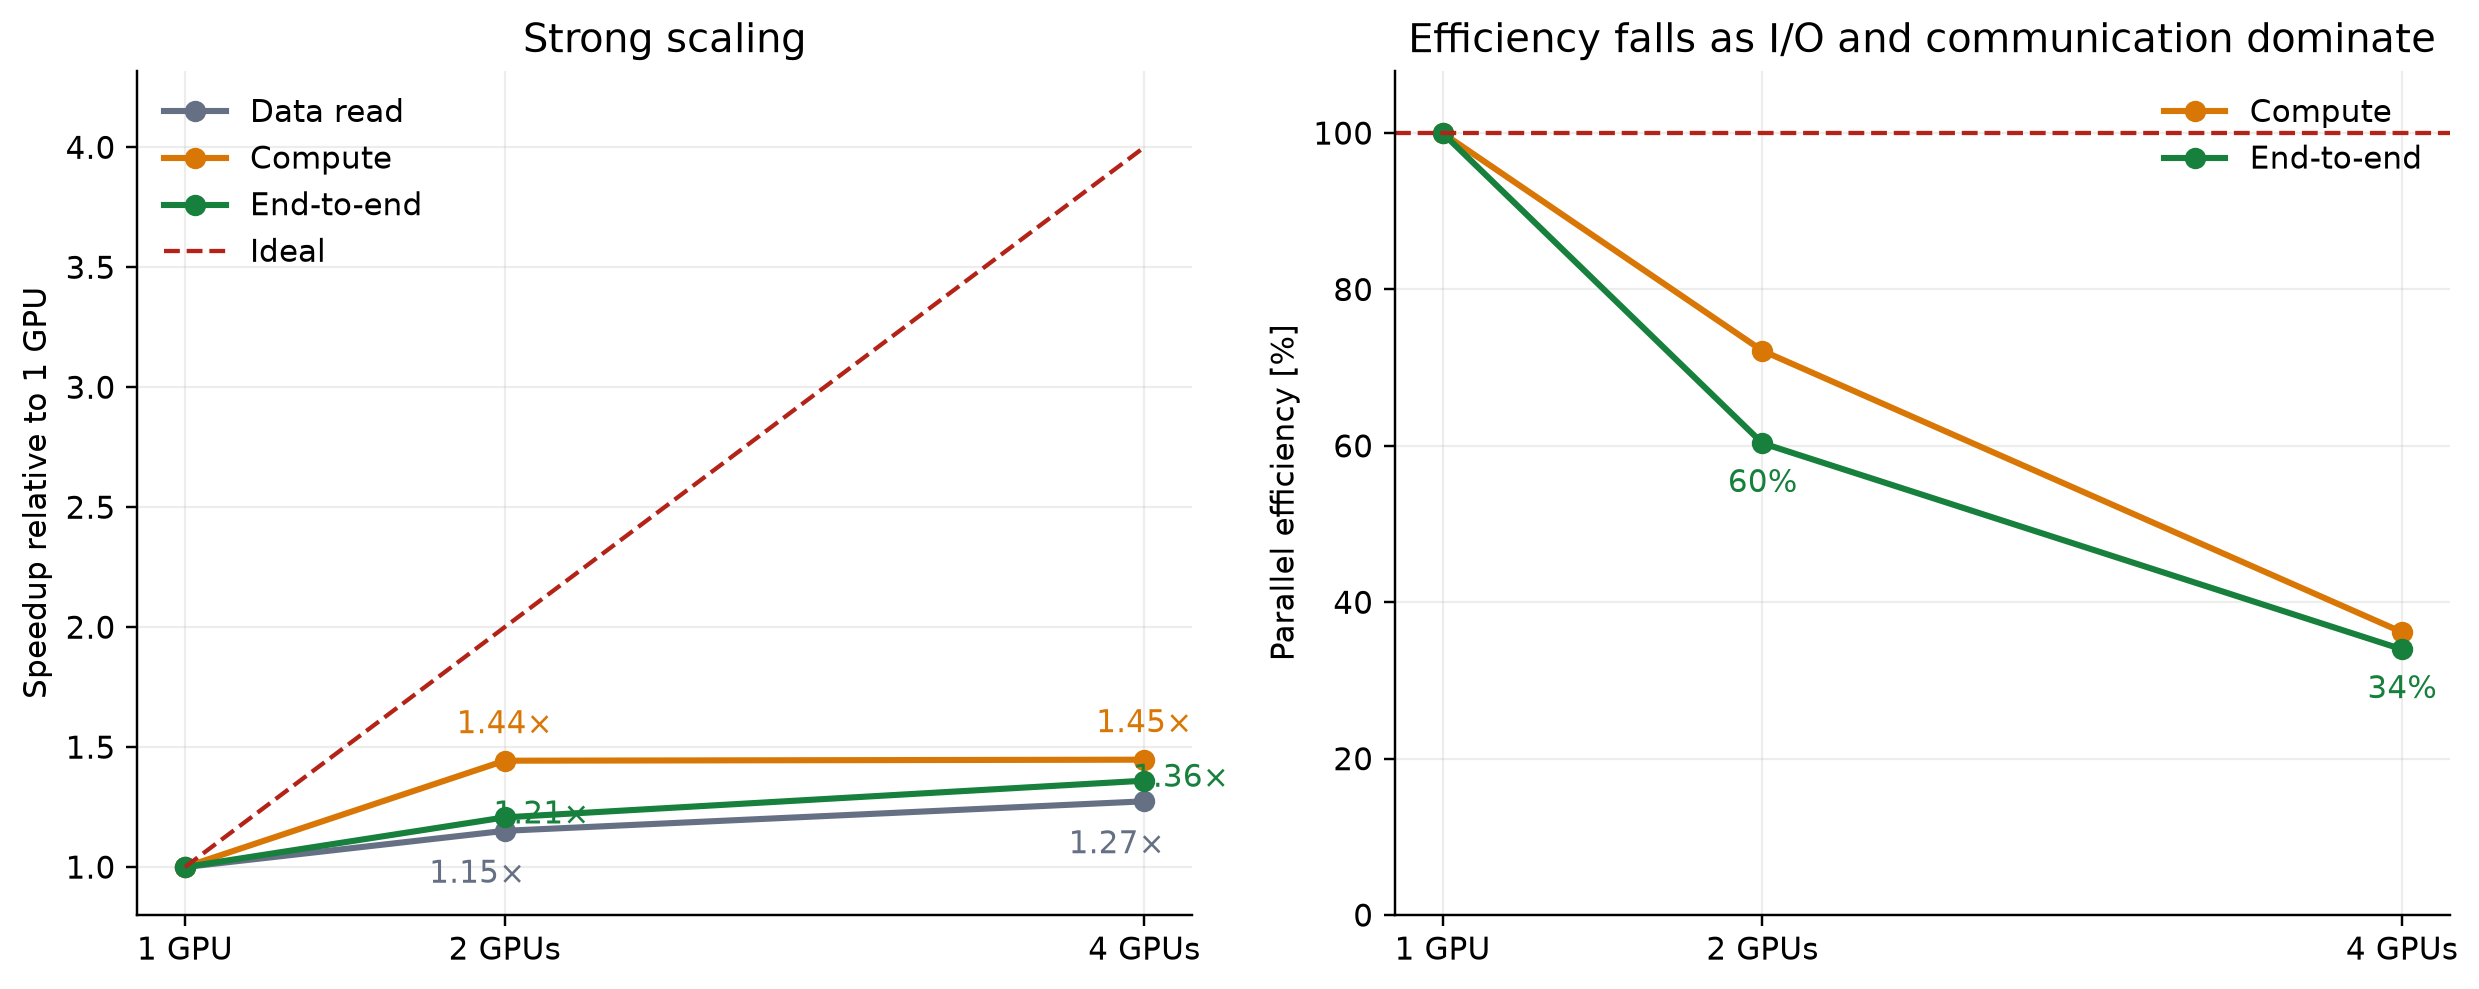 Strong scaling
Speedup relative to 1 GPU
4.0
3.5
3.0
2.5
2.0
1.5
1.0
Data read
Compute
End-to-end
Ideal
1.44×
1.45×
1.36×
1.21×
1.27×
1.15×
1 GPU
2 GPUs
4 GPUs
Efficiency falls as I/O and communication dominate
Parallel efficiency [%]
100
80
60
40
20
0
Compute
End-to-end
60%
34%
1 GPU
2 GPUs
4 GPUs